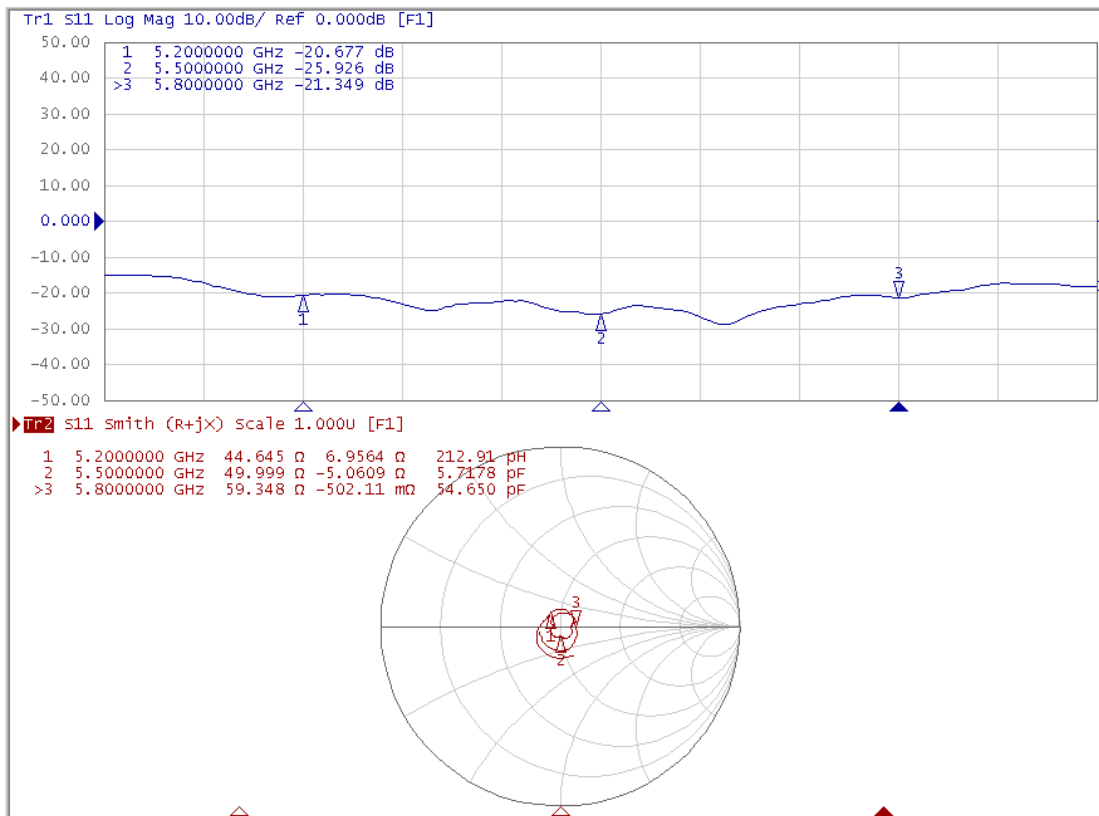 Tr1 S11 Log Mag 10.00dB/ Ref 0.000dB [F1]
50.00
1 5.2000000 GHz -20.677 dB
2 5.5000000 GHz -25.926 dB
>3 5.8000000 GHz -21.349 dB
40.00
30.00
20.00
10.00
0.000
-10.00
-20.00
-30.00
-40.00
-50.00
1
2
3
Tr2 S11 Smith (R+jX) Scale 1.000U [F1]
1 5.2000000 GHz 44.645 Ω 6.9564 Ω 212.91 pH
2 5.5000000 GHz 49.999 Ω -5.0609 Ω 5.7178 pF
>3 5.8000000 GHz 59.348 Ω -502.11 mΩ 54.650 pF
3
1
2